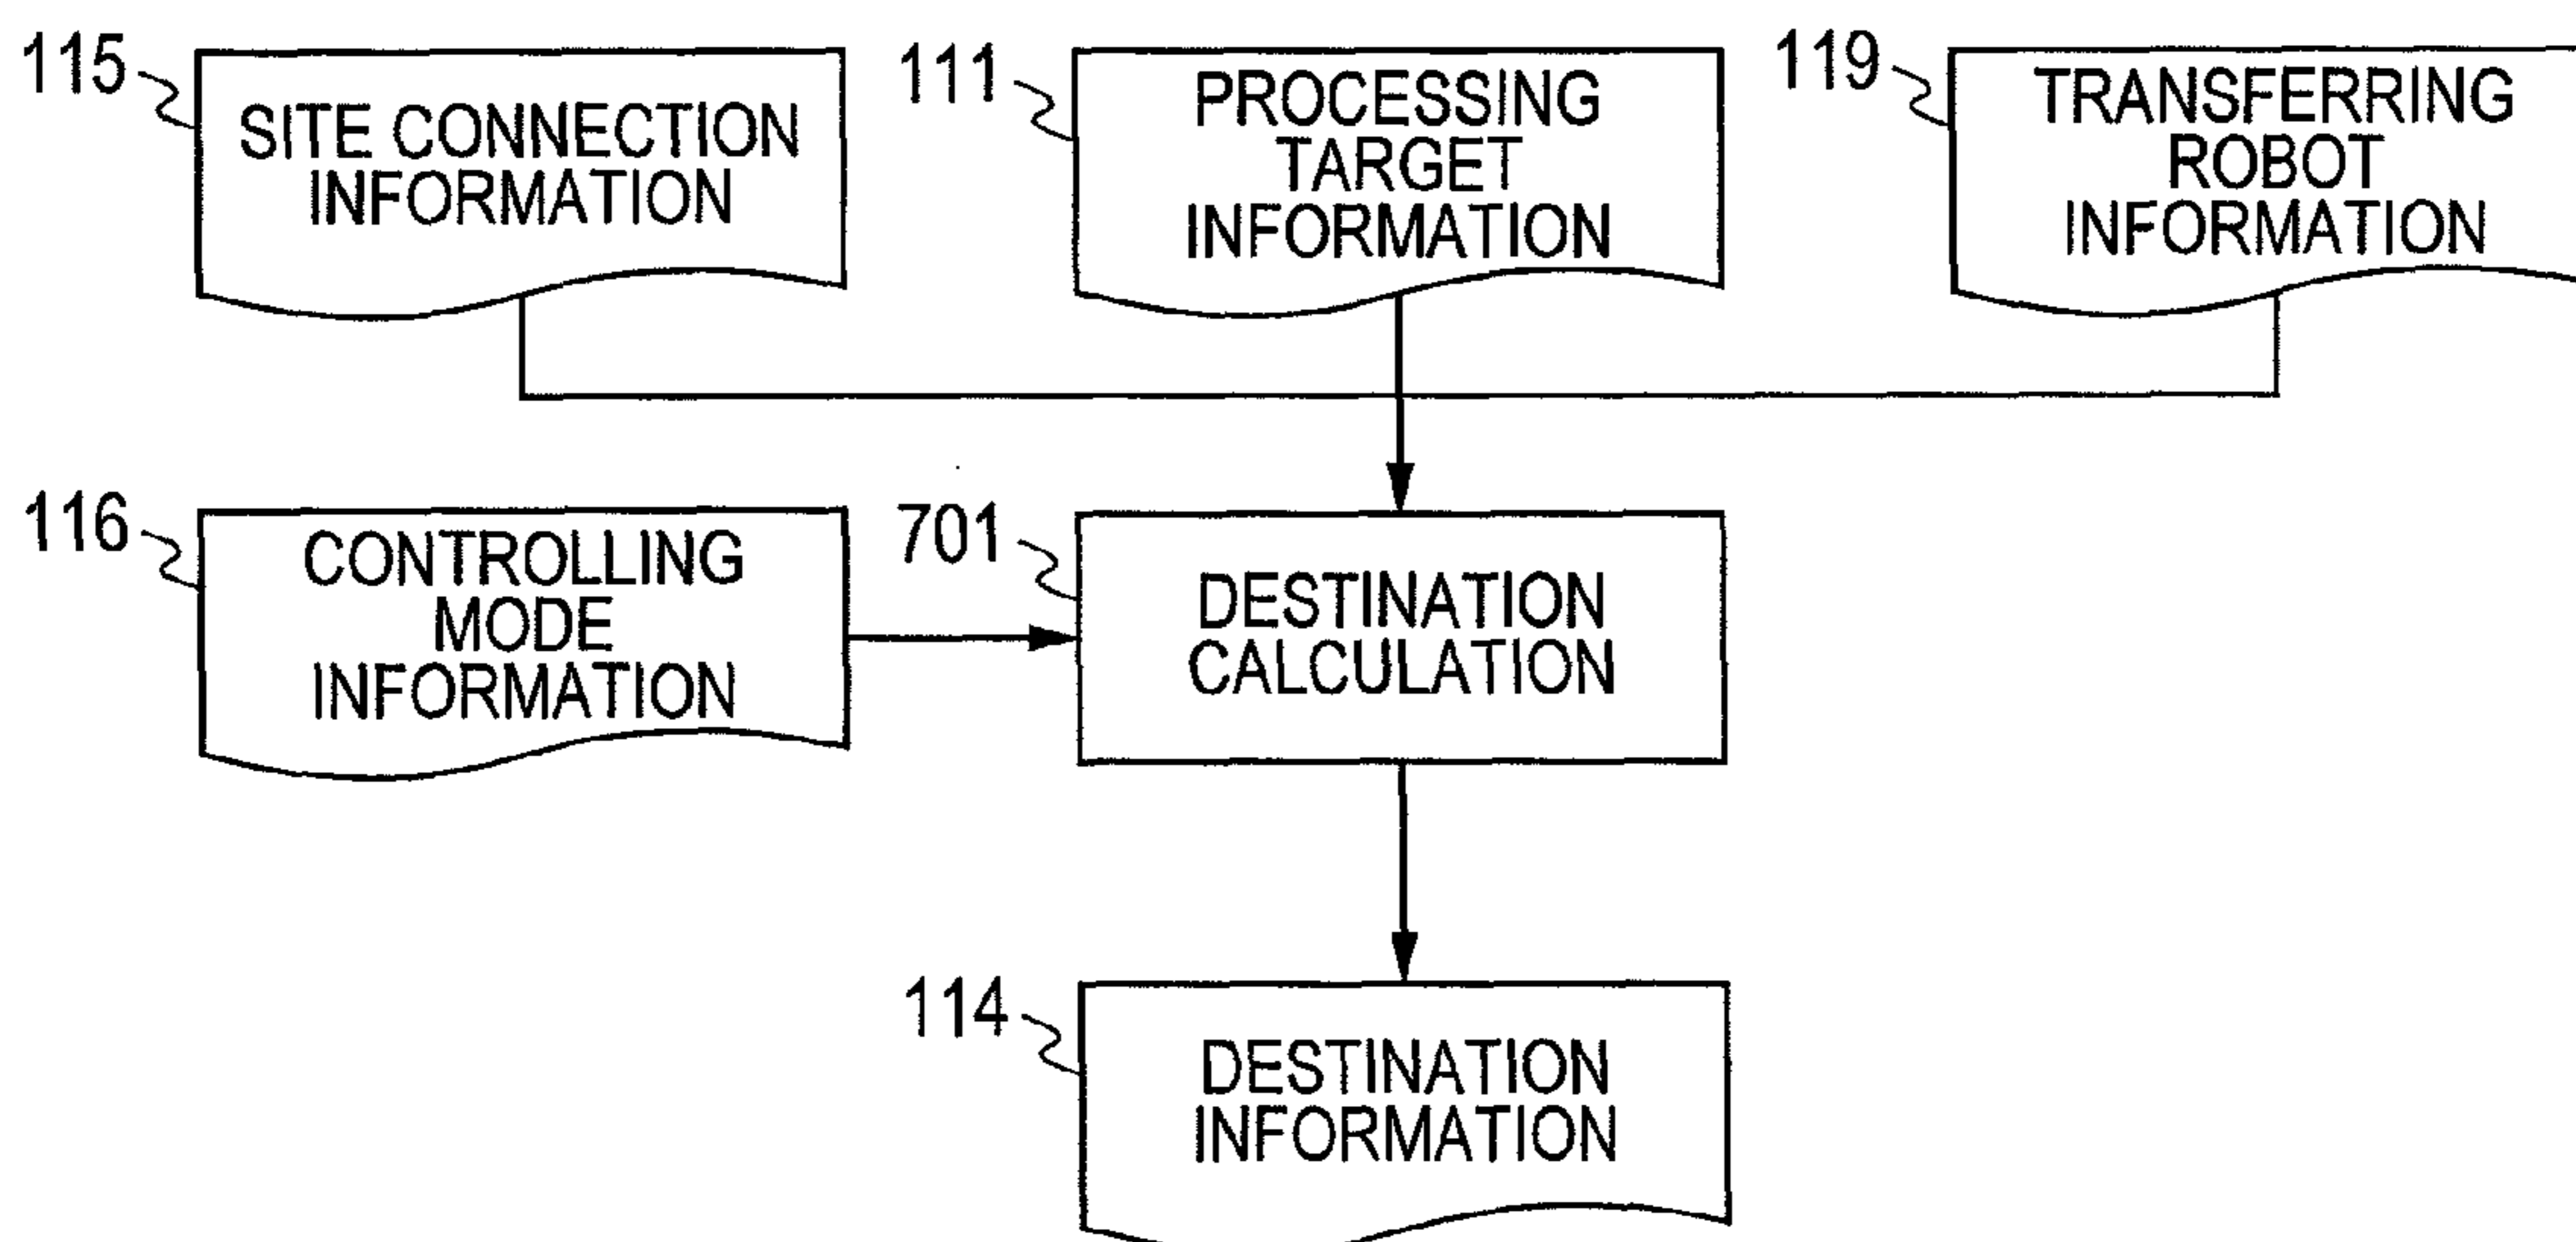 115
SITE CONNECTION
INFORMATION
111
PROCESSING
TARGET
INFORMATION
119
TRANSFERRING
ROBOT
INFORMATION
116
CONTROLLING
MODE
INFORMATION
701
DESTINATION
CALCULATION
114
DESTINATION
INFORMATION